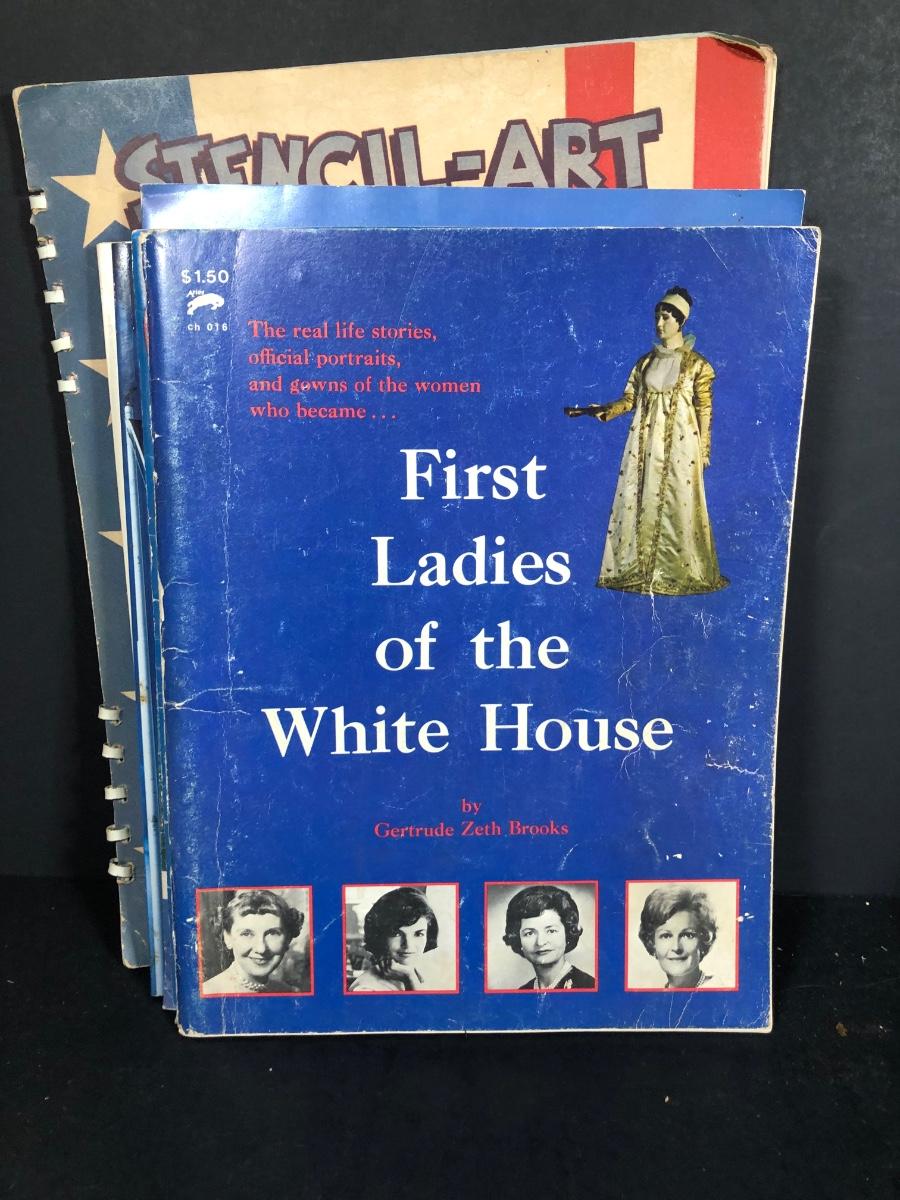 STENCIL-ART
$1.50
Aries
ch 016
The real life stories,
official portraits,
and gowns of the women
who became...
First
Ladies
of the
White House
by
Gertrude Zeth Brooks